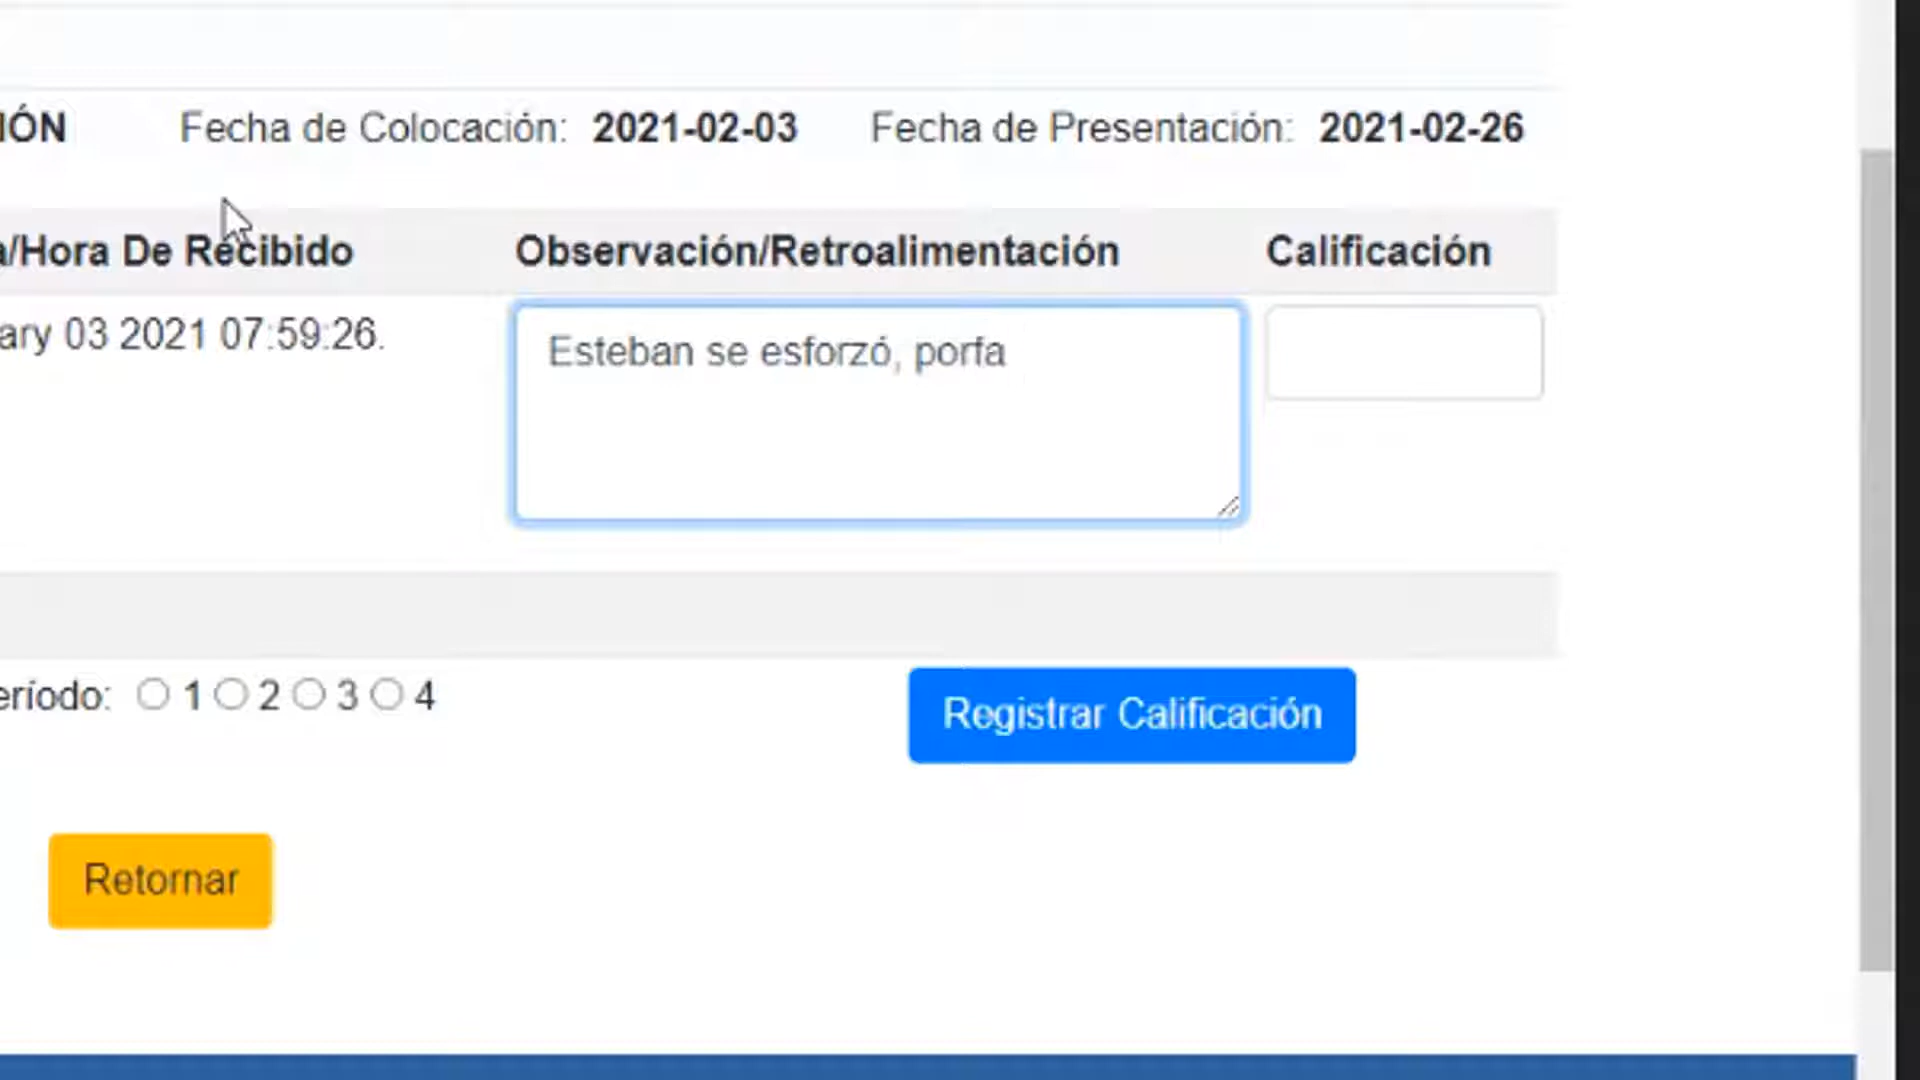 IÓN Fecha de Colocación: 2021-02-03 Fecha de Presentación: 2021-02-26
a/Hora De Recibido Observación/Retroalimentación Calificación
ary 03 2021 07:59:26. Esteban se esforzó, porfa
eríodo: 1 2 3 4 Registrar Calificación
Retornar